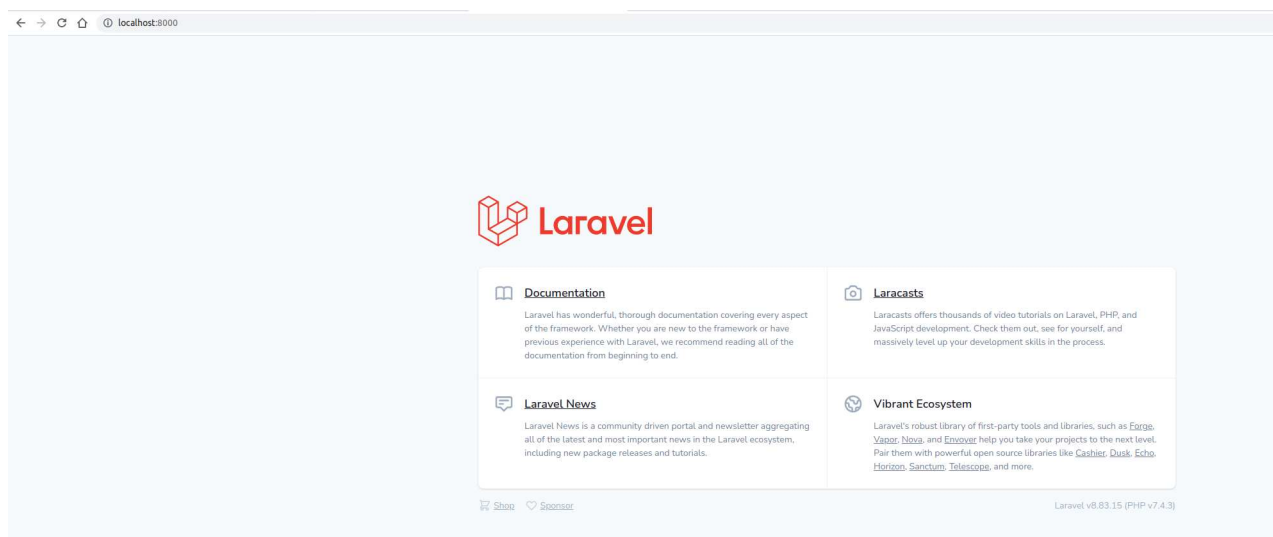 localhost:8000
Laravel
Documentation
Laravel has wonderful, thorough documentation covering every aspect
of the framework. Whether you are new to the framework or have
previous experience with Laravel, we recommend reading all of the
documentation from beginning to end.
Laracasts
Laracasts offers thousands of video tutorials on Laravel, PHP, and
JavaScript development. Check them out, see for yourself, and
massively level up your development skills in the process.
Laravel News
Laravel News is a community driven portal and newsletter aggregating
all of the latest and most important news in the Laravel ecosystem,
including new package releases and tutorials.
Vibrant Ecosystem
Laravel's robust library of first-party tools and libraries, such as Forge,
Vapor, Nova, and Envoyer help you take your projects to the next level.
Pair them with powerful open source libraries like Cashier, Dusk, Echo,
Horizon, Sanctum, Telescope, and more.
Shop Sponsor
Laravel v8.83.15 (PHP v7.4.3)